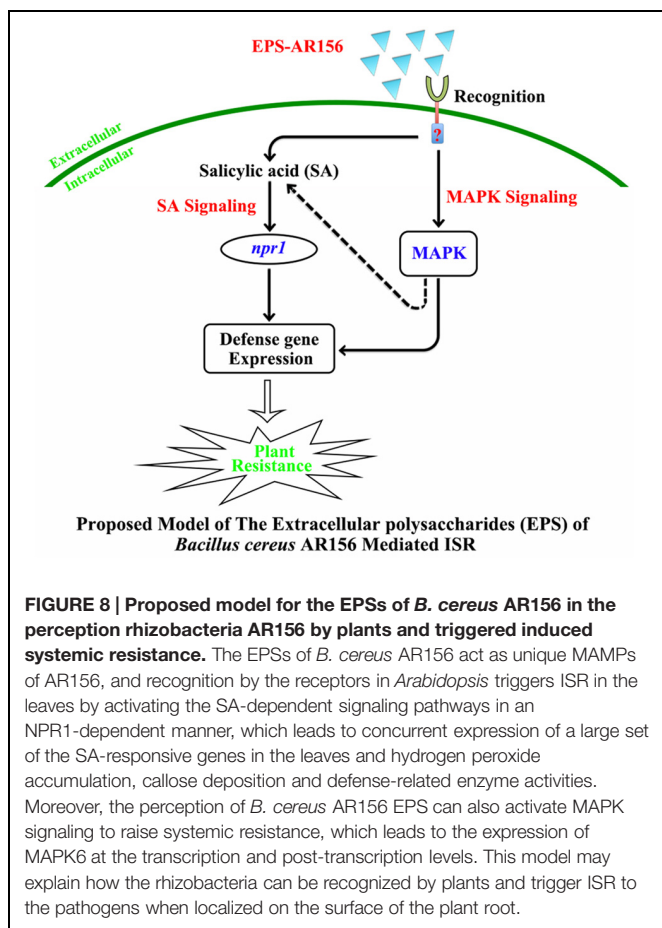 EPS-AR156
Recognition
?
Extracellular
Intracellular
Salicylic acid (SA)
SA Signaling
MAPK Signaling
npr1
MAPK
Defense gene
Expression
Plant
Resistance
Proposed Model of The Extracellular polysaccharides (EPS) of
Bacillus cereus AR156 Mediated ISR
FIGURE 8 | Proposed model for the EPSs of B. cereus AR156 in the
perception rhizobacteria AR156 by plants and triggered induced
systemic resistance. The EPSs of B. cereus AR156 act as unique MAMPs
of AR156, and recognition by the receptors in Arabidopsis triggers ISR in the
leaves by activating the SA-dependent signaling pathways in an
NPR1-dependent manner, which leads to concurrent expression of a large set
of the SA-responsive genes in the leaves and hydrogen peroxide
accumulation, callose deposition and defense-related enzyme activities.
Moreover, the perception of B. cereus AR156 EPS can also activate MAPK
signaling to raise systemic resistance, which leads to the expression of
MAPK6 at the transcription and post-transcription levels. This model may
explain how the rhizobacteria can be recognized by plants and trigger ISR to
the pathogens when localized on the surface of the plant root.